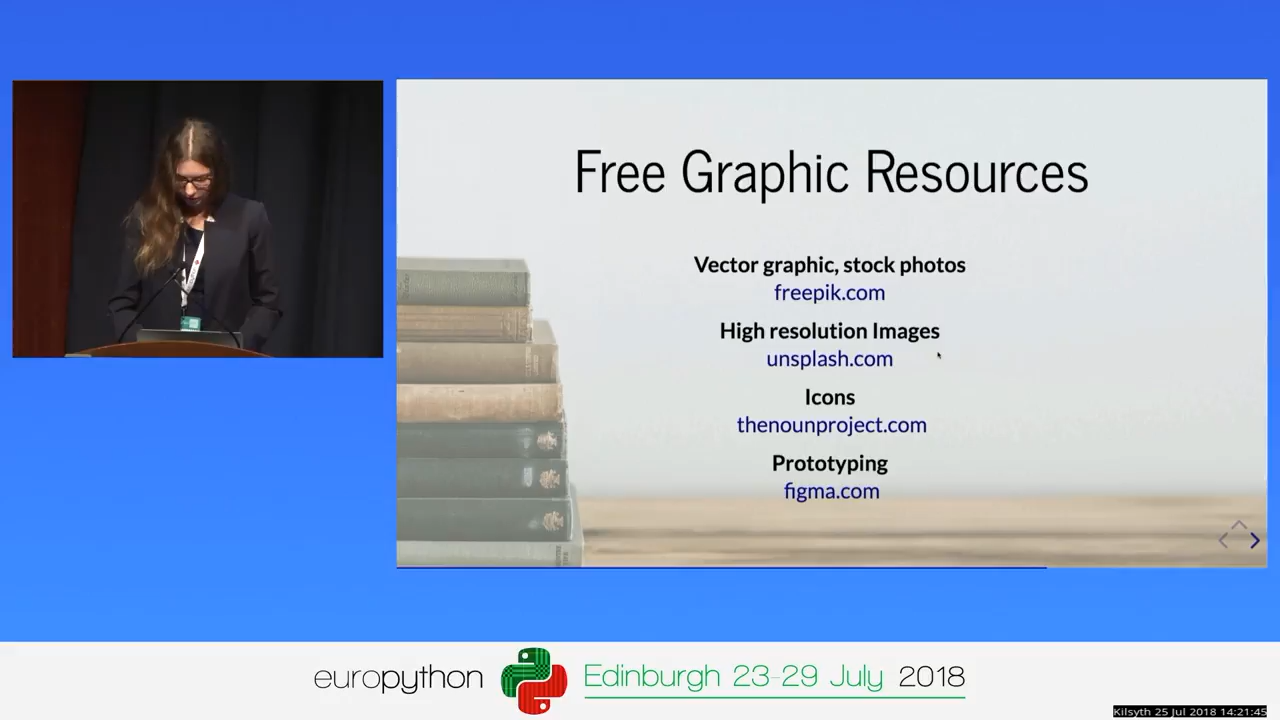 Free Graphic Resources
Vector graphic, stock photos
freepik.com
High resolution Images
unsplash.com
Icons
thenounproject.com
Prototyping
figma.com
europython
Edinburgh 23-29 July 2018
Kilsyth 25 Jul 2018 14:21:45